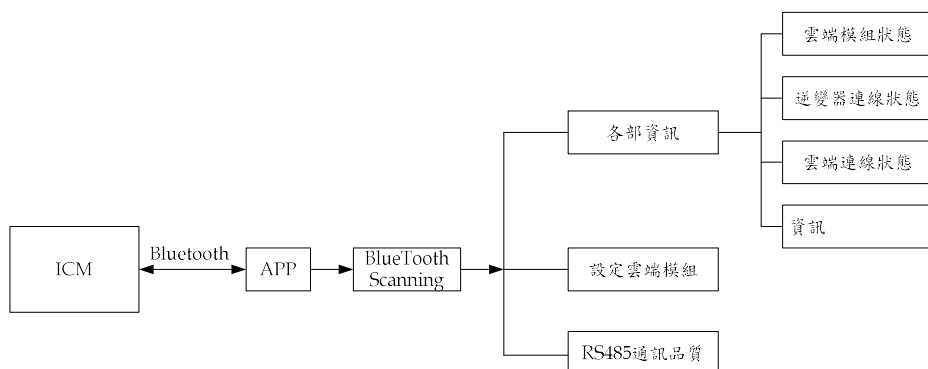 雲端模組狀態
逆變器連線狀態
各部資訊
雲端連線狀態
資訊
Bluetooth
ICM
APP
BlueTooth
Scanning
設定雲端模組
RS485通訊品質